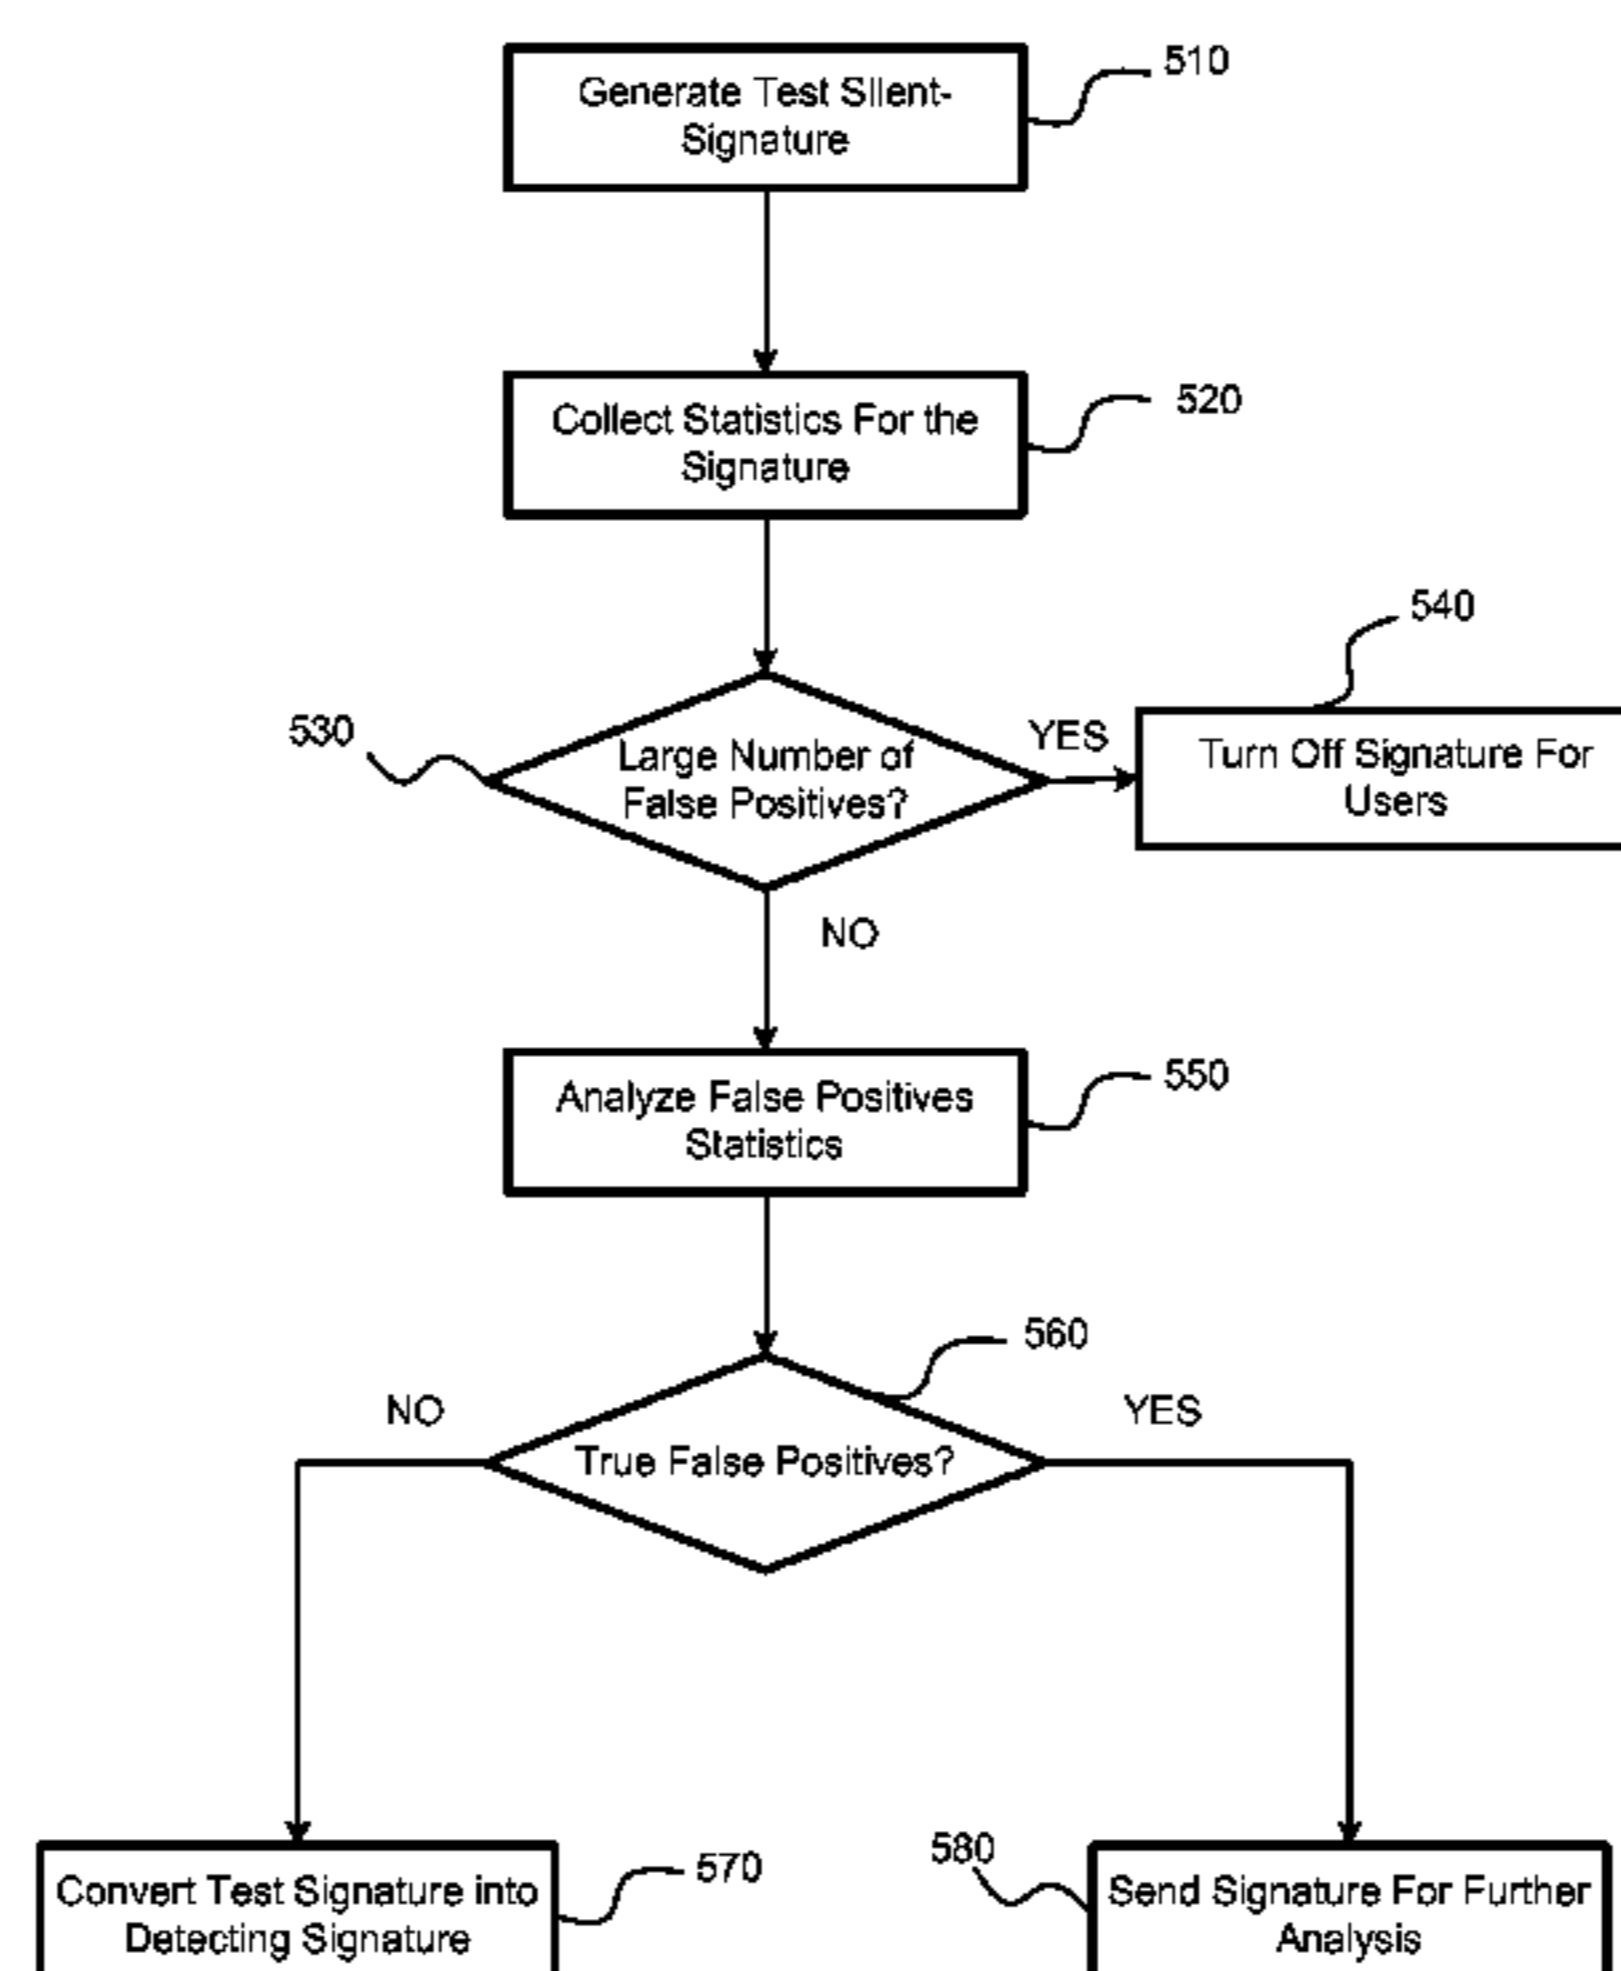 Generate Test Silent-
Signature
510
Collect Statistics For the
Signature
520
530
Large Number of
False Positives?
YES
540
Turn Off Signature For
Users
NO
Analyze False Positives
Statistics
550
560
NO
True False Positives?
YES
Convert Test Signature into
Detecting Signature
570
580
Send Signature For Further
Analysis